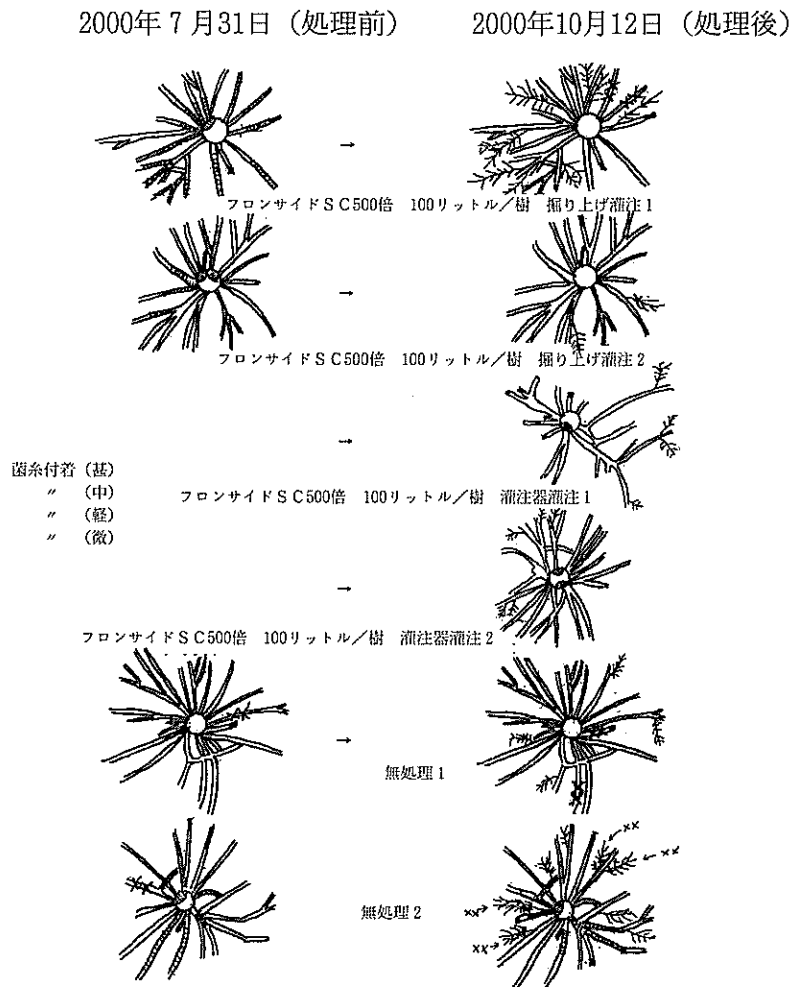 2000年7月31日（処理前）
2000年10月12日（処理後）
→
フロンサイドＳＣ500倍　100リットル／樹　掘り上げ灌注１
→
フロンサイドＳＣ500倍　100リットル／樹　掘り上げ灌注２
→
菌糸付着（甚）
〃　（中）
〃　（軽）
〃　（微）
フロンサイドＳＣ500倍　100リットル／樹　灌注器灌注１
→
フロンサイドＳＣ500倍　100リットル／樹　灌注器灌注２
→
無処理１
無処理２
××→
←××
××→
××→